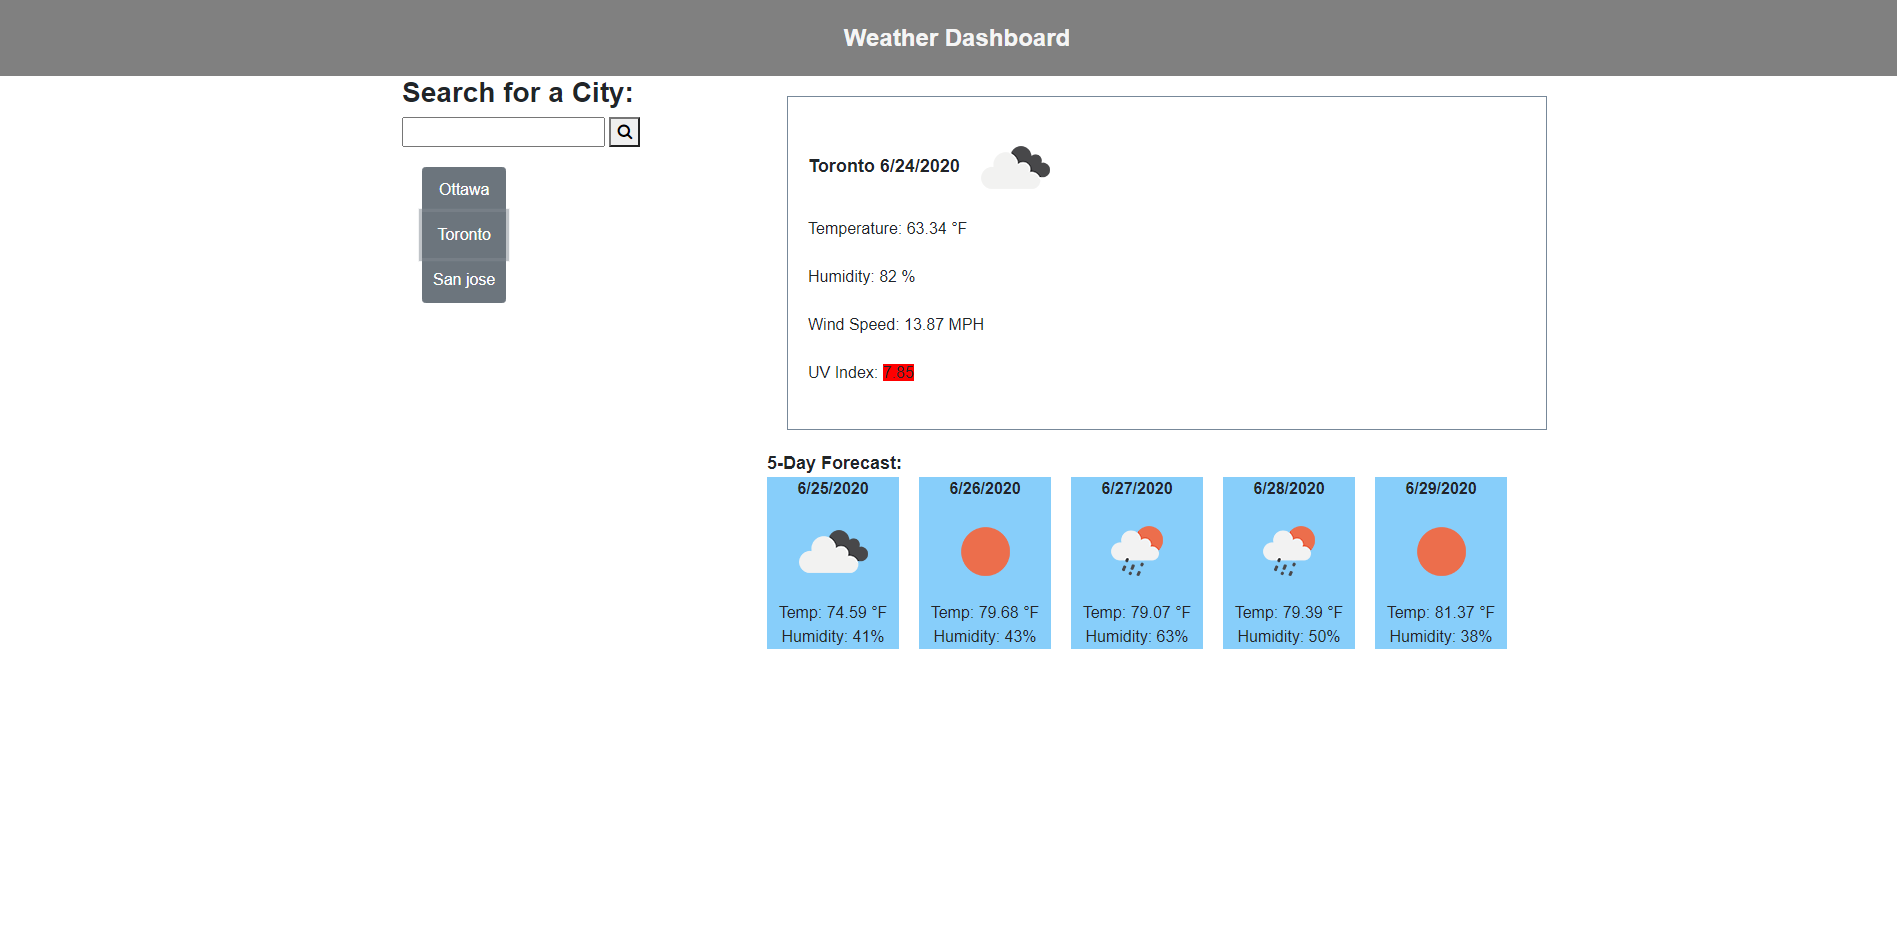 Weather Dashboard
Search for a City:
Ottawa
Toronto
San jose
Toronto 6/24/2020
Temperature: 63.34 °F
Humidity: 82 %
Wind Speed: 13.87 MPH
UV Index: 7.85
5-Day Forecast:
6/25/2020
Temp: 74.59 °F
Humidity: 41%
6/26/2020
Temp: 79.68 °F
Humidity: 43%
6/27/2020
Temp: 79.07 °F
Humidity: 63%
6/28/2020
Temp: 79.39 °F
Humidity: 50%
6/29/2020
Temp: 81.37 °F
Humidity: 38%